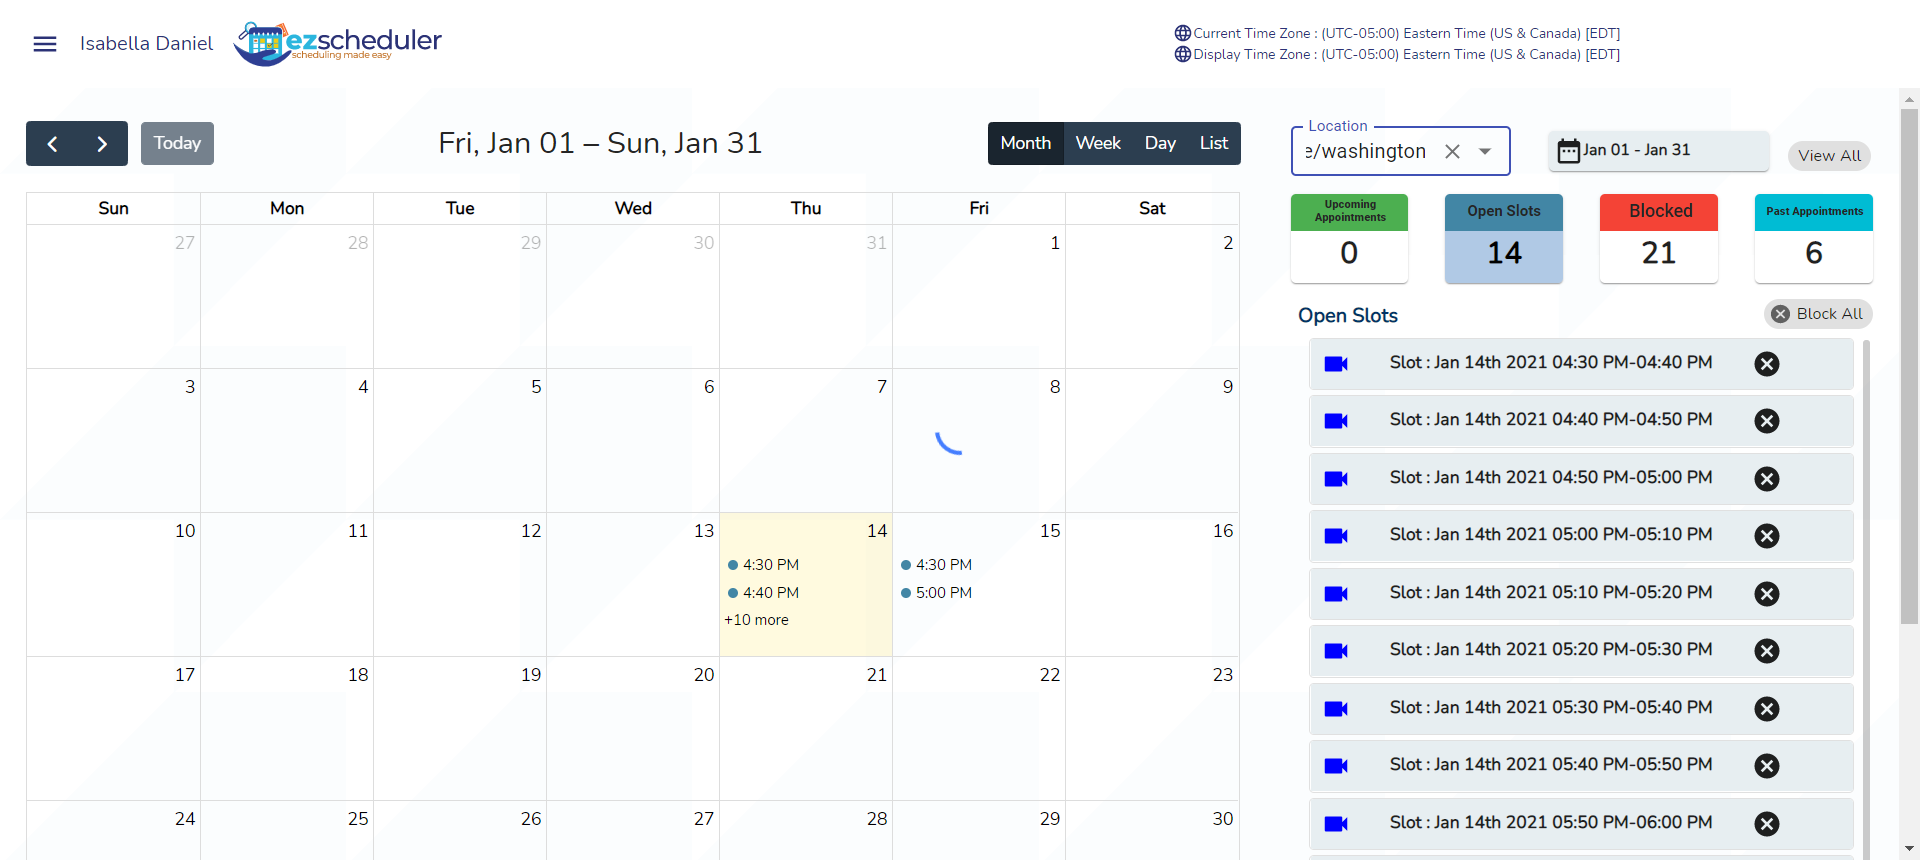 Isabella Daniel
ezscheduler
scheduling made easy
Current Time Zone : (UTC-05:00) Eastern Time (US & Canada) [EDT]
Display Time Zone : (UTC-05:00) Eastern Time (US & Canada) [EDT]
Today
Fri, Jan 01 – Sun, Jan 31
Month Week Day List
Location
e/washington
Jan 01 - Jan 31
View All
Sun Mon Tue Wed Thu Fri Sat
27 28 29 30 31 1 2
3 4 5 6 7 8 9
10 11 12 13 14 15 16
4:30 PM 4:30 PM
4:40 PM 5:00 PM
+10 more
17 18 19 20 21 22 23
24 25 26 27 28 29 30
Upcoming
Appointments
0
Open Slots
14
Blocked
21
Past Appointments
6
Open Slots
Block All
Slot : Jan 14th 2021 04:30 PM-04:40 PM
Slot : Jan 14th 2021 04:40 PM-04:50 PM
Slot : Jan 14th 2021 04:50 PM-05:00 PM
Slot : Jan 14th 2021 05:00 PM-05:10 PM
Slot : Jan 14th 2021 05:10 PM-05:20 PM
Slot : Jan 14th 2021 05:20 PM-05:30 PM
Slot : Jan 14th 2021 05:30 PM-05:40 PM
Slot : Jan 14th 2021 05:40 PM-05:50 PM
Slot : Jan 14th 2021 05:50 PM-06:00 PM